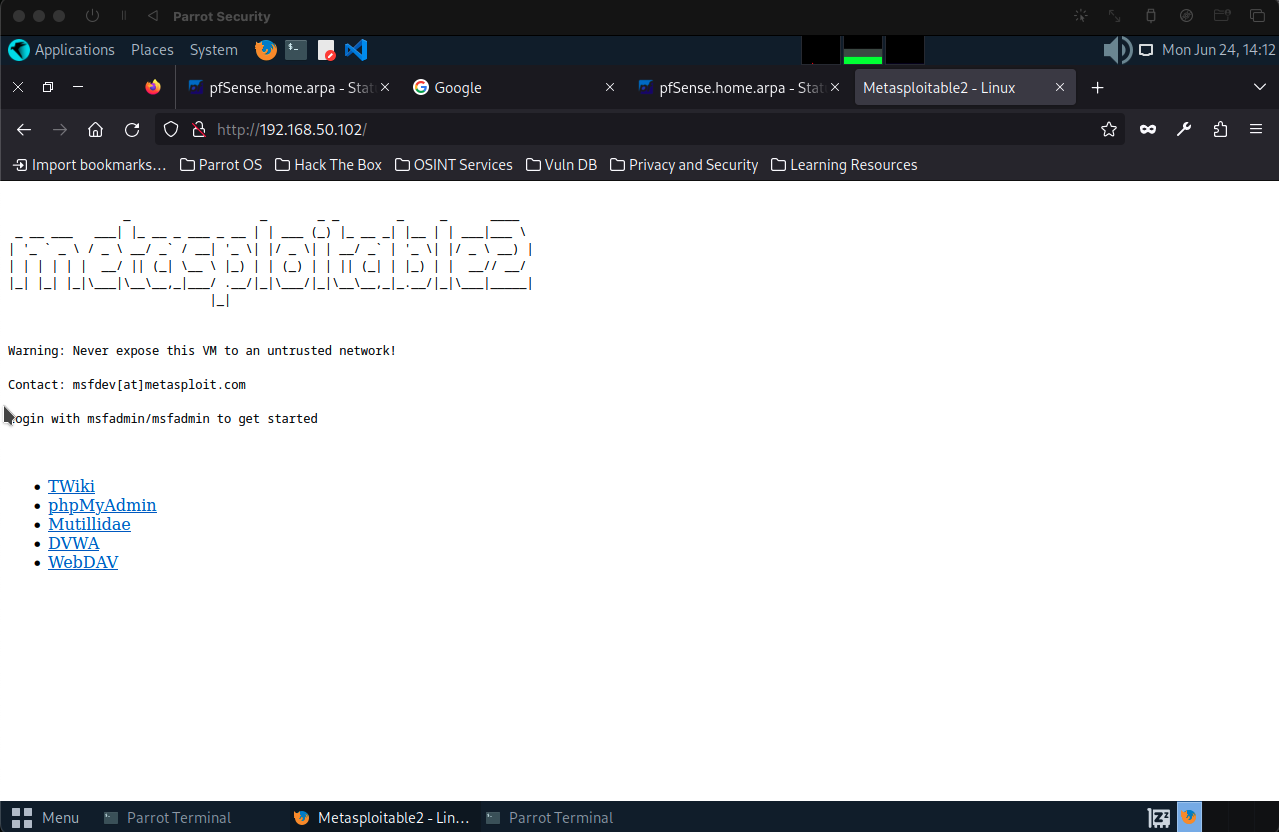 Parrot Security
Applications Places System Mon Jun 24, 14:12
pfSense.home.arpa - Stat Google pfSense.home.arpa - Stat Metasploitable2 - Linux
http://192.168.50.102/
Import bookmarks... Parrot OS Hack The Box OSINT Services Vuln DB Privacy and Security Learning Resources
metasploitable2
Warning: Never expose this VM to an untrusted network!
Contact: msfdev[at]metasploit.com
Login with msfadmin/msfadmin to get started
TWiki
phpMyAdmin
Mutillidae
DVWA
WebDAV
Menu Parrot Terminal Metasploitable2 - Lin... Parrot Terminal